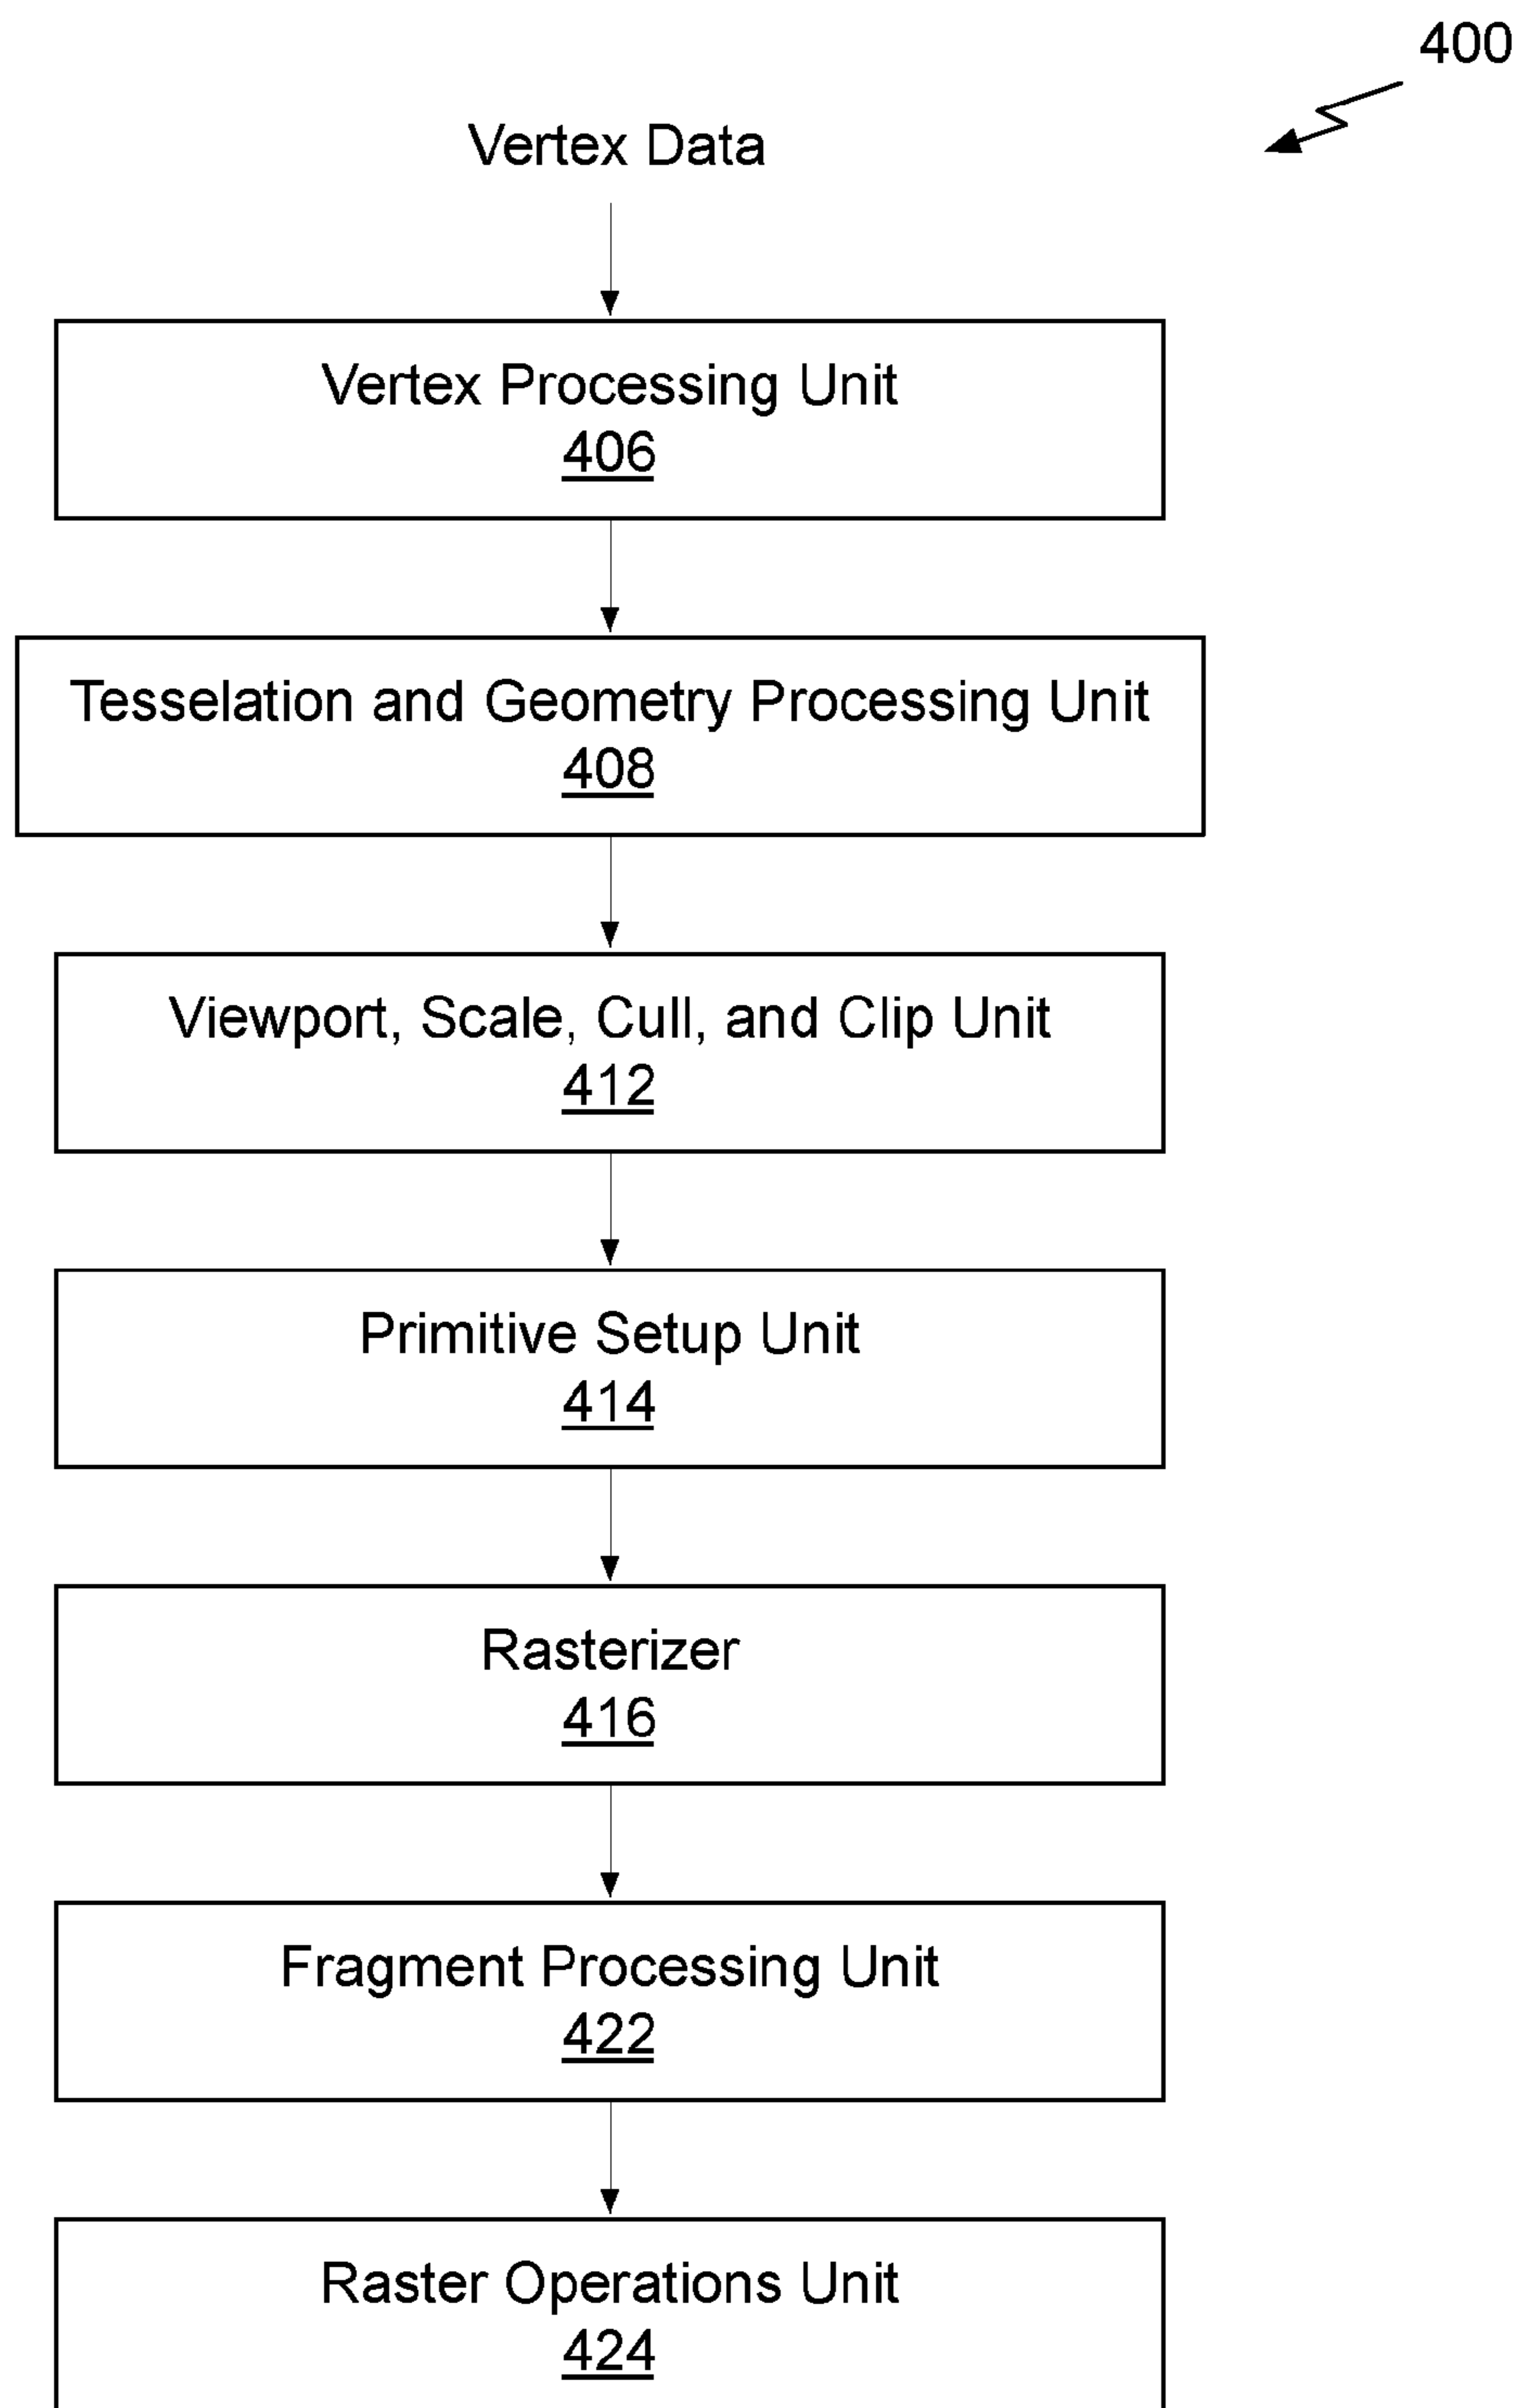 400
Vertex Data
Vertex Processing Unit
406
Tesselation and Geometry Processing Unit
408
Viewport, Scale, Cull, and Clip Unit
412
Primitive Setup Unit
414
Rasterizer
416
Fragment Processing Unit
422
Raster Operations Unit
424